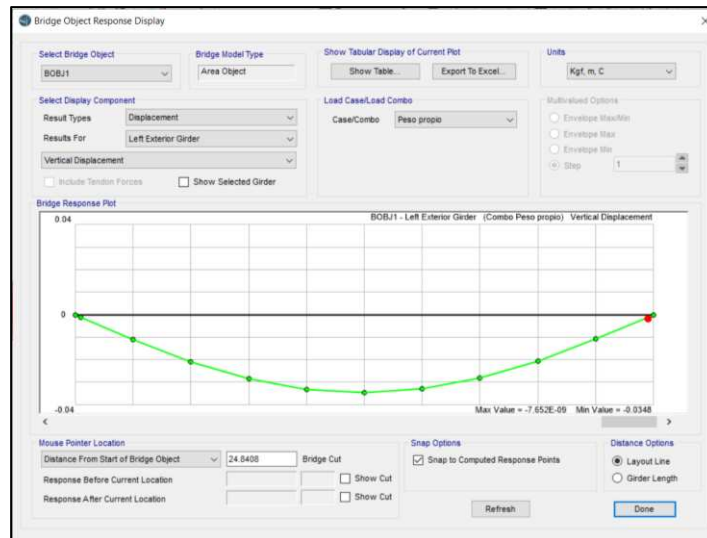 Bridge Object Response Display
Select Bridge Object
BOBJ1
Bridge Model Type
Area Object
Show Tabular Display of Current Plot
Show Table...
Export To Excel...
Units
Kgf, m, C
Select Display Component
Result Types
Displacement
Results For
Left Exterior Girder
Vertical Displacement
Include Tendon Forces
Show Selected Girder
Load Case/Load Combo
Case/Combo
Peso propio
Multivalued Options
Envelope Max/Min
Envelope Max
Envelope Min
Step
1
Bridge Response Plot
0.04
BOBJ1 - Left Exterior Girder (Combo Peso propio) Vertical Displacement
0
-0.04
Max Value = -7.652E-09 Min Value = -0.0348
Mouse Pointer Location
Distance From Start of Bridge Object
24.8408
Bridge Cut
Response Before Current Location
Show Cut
Response After Current Location
Show Cut
Snap Options
Snap to Computed Response Points
Distance Options
Layout Line
Girder Length
Refresh
Done